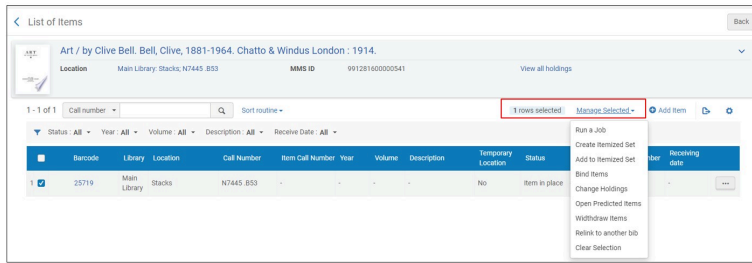 List of Items
Back
ART
Art / by Clive Bell. Bell, Clive, 1881-1964. Chatto & Windus London : 1914.
Location Main Library: Stacks; N7445 .B53 MMS ID 991281600000541 View all holdings
1 - 1 of 1 Call number Sort routine 1 rows selected Manage Selected Add Item
Status : All Year : All Volume : All Description : All Receive Date : All
Run a Job
Create Itemized Set
Add to Itemized Set
Bind Items
Change Holdings
Open Predicted Items
Widthdraw Items
Relink to another bib
Clear Selection
Barcode Library Location Call Number Item Call Number Year Volume Description Temporary Location Status Receiving date
1 25719 Main Library Stacks N7445 .B53 - - - - No Item in place - ...